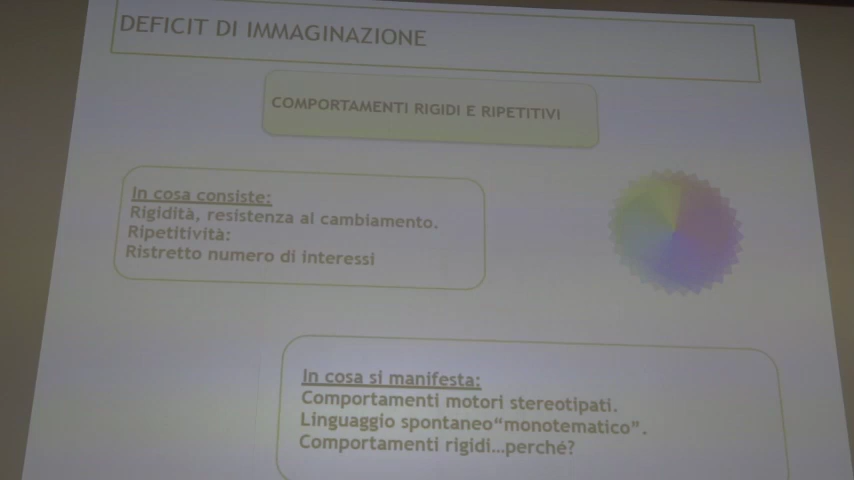 DEFICIT DI IMMAGINAZIONE
COMPORTAMENTI RIGIDI E RIPETITIVI
In cosa consiste:
Rigidità, resistenza al cambiamento.
Ripetitività:
Ristretto numero di interessi
In cosa si manifesta:
Comportamenti motori stereotipati.
Linguaggio spontaneo“monotematico”.
Comportamenti rigidi…perché?